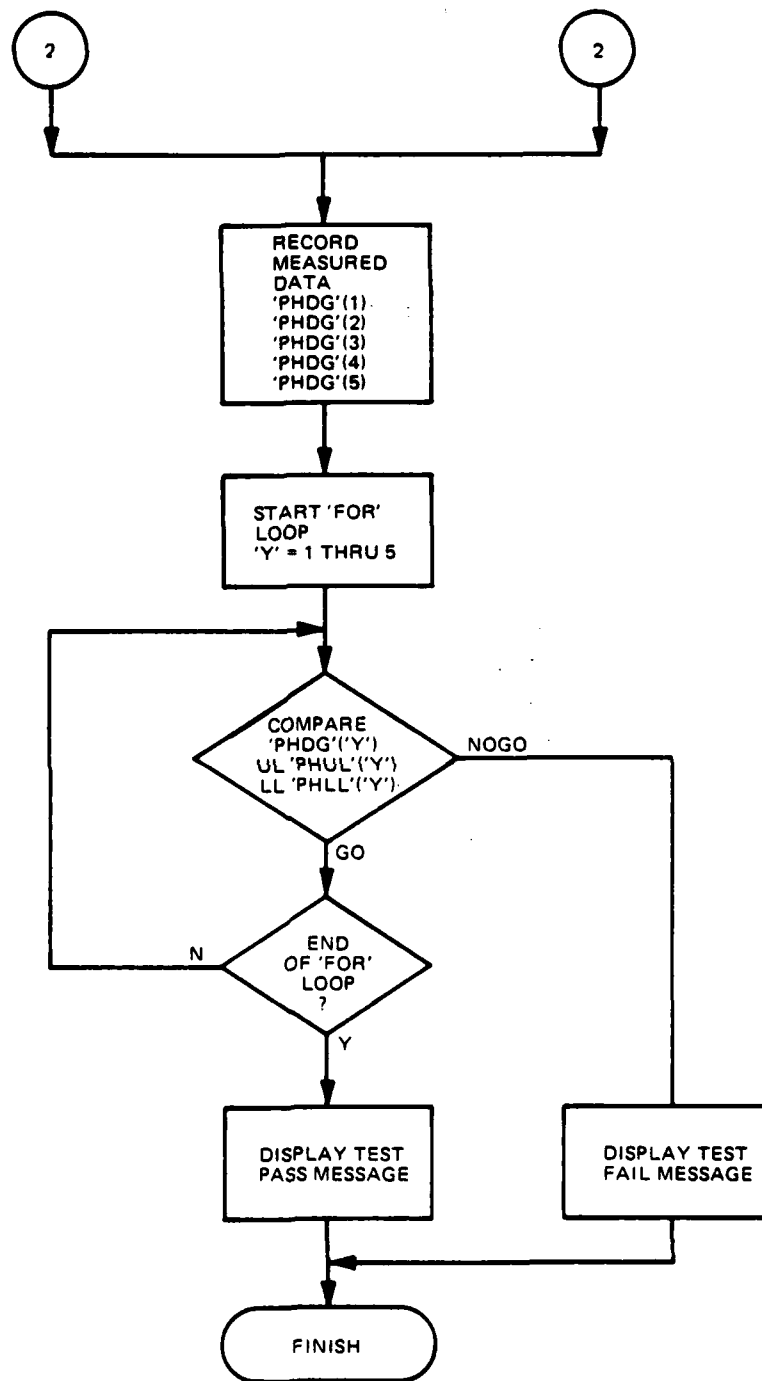 2
2
RECORD
MEASURED
DATA
'PHDG'(1)
'PHDG'(2)
'PHDG'(3)
'PHDG'(4)
'PHDG'(5)
START 'FOR'
LOOP
'Y' = 1 THRU 5
COMPARE
'PHDG'('Y')
UL 'PHUL'('Y')
LL 'PHLL'('Y')
NOGO
GO
END
OF 'FOR'
LOOP
?
N
Y
DISPLAY TEST
PASS MESSAGE
DISPLAY TEST
FAIL MESSAGE
FINISH